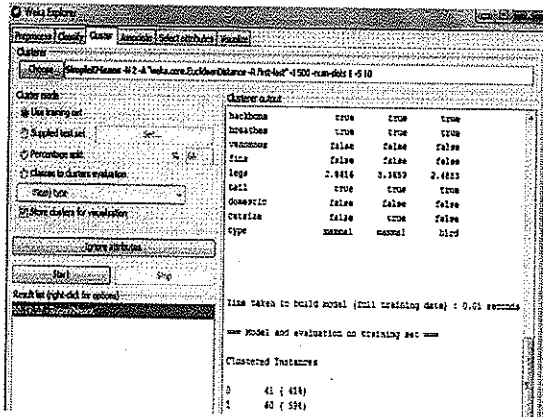 Weka Explorer
Preprocess Classify Cluster Associate Select attributes Visualize
Clusterer
Choose SimpleKMeans -N 2 -A "weka.core.EuclideanDistance -R first-last" -I 500 -num-slots 1 -S 10
Cluster mode
Use training set
Supplied test set Set...
Percentage split %
Classes to clusters evaluation
(Nom) type
Store clusters for visualization
Ignore attributes
Start Stop
Result list (right-click for options)
Clusterer output
backbone true true true
breathes true true true
venomous false false false
fins false false false
legs 2.8416 3.3659 2.4833
tail true true true
domestic false false false
catsize false true false
type mammal mammal bird
Time taken to build model (full training data) : 0.01 seconds
=== Model and evaluation on training set ===
Clustered Instances
0 41 ( 41%)
1 60 ( 59%)